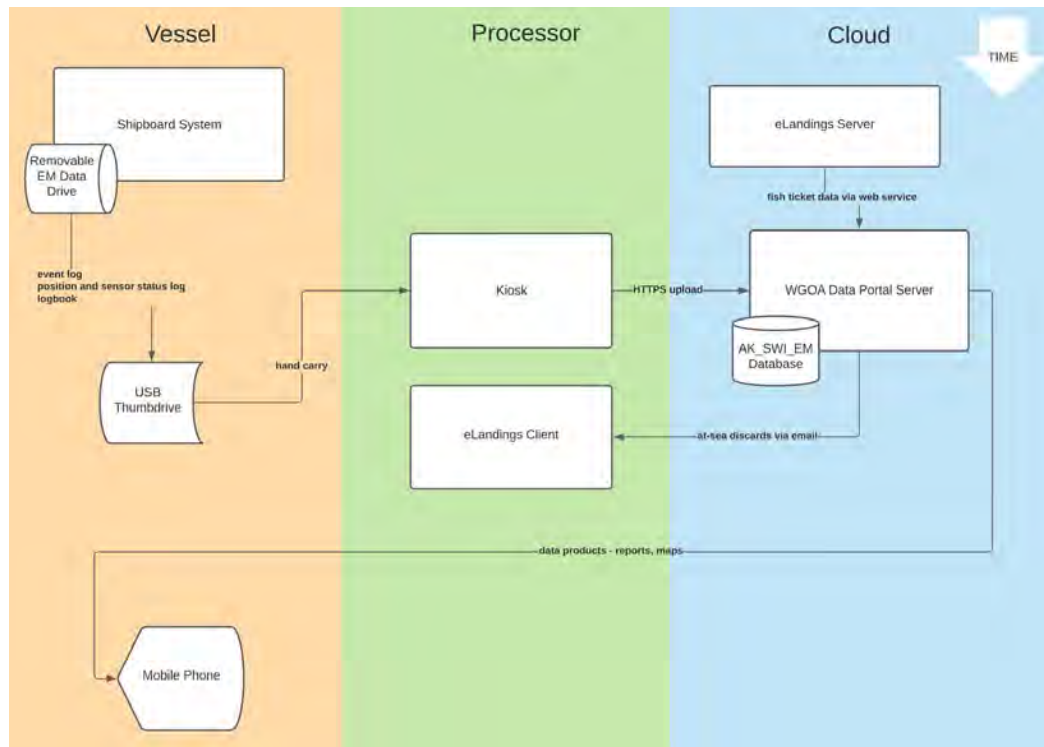 Vessel
Processor
Cloud
TIME
Shipboard System
eLandings Server
Removable
EM Data
Drive
fish ticket data via web service
event log
position and sensor status log
logbook
Kiosk
HTTPS upload
WGOA Data Portal Server
AK_SWI_EM
Database
hand carry
USB
Thumbdrive
eLandings Client
at-sea discards via email
data products - reports, maps
Mobile Phone